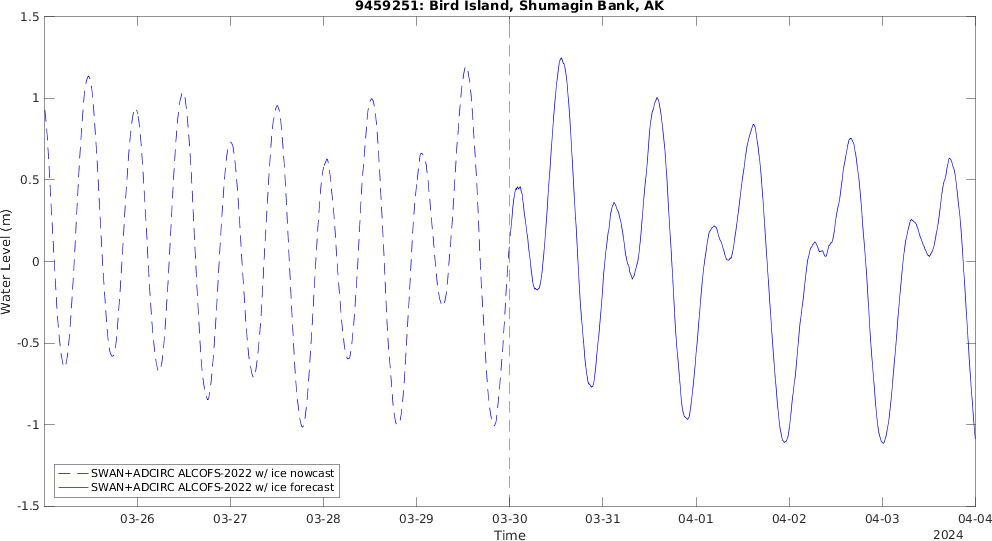 9459251: Bird Island, Shumagin Bank, AK
1.5
1
0.5
0
-0.5
-1
-1.5
Water Level (m)
SWAN+ADCIRC ALCOFS-2022 w/ ice nowcast
SWAN+ADCIRC ALCOFS-2022 w/ ice forecast
03-26 03-27 03-28 03-29 03-30 03-31 04-01 04-02 04-03 04-04
Time
2024